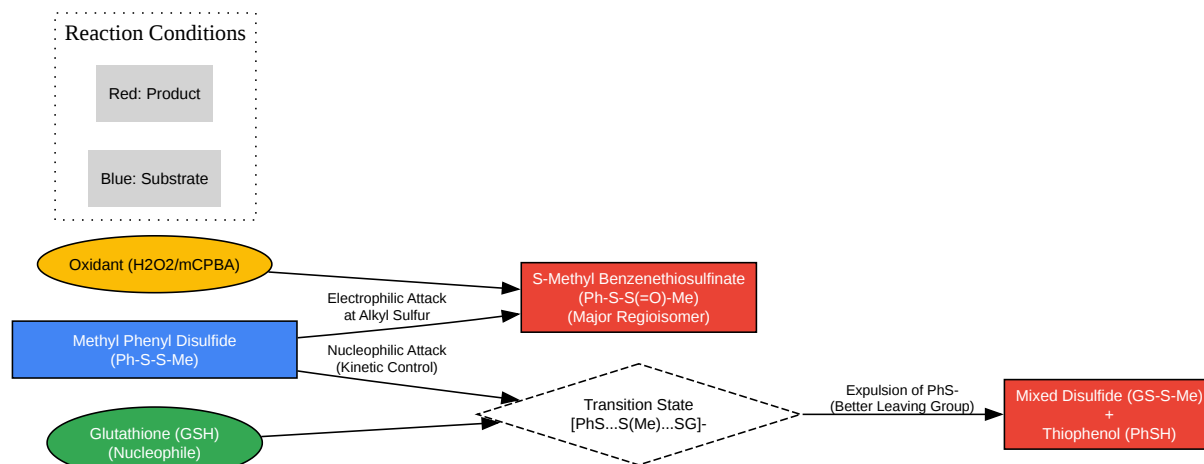 Reaction Conditions
Red: Product
Blue: Substrate
Oxidant (H2O2/mCPBA)
Electrophilic Attack
at Alkyl Sulfur
S-Methyl Benzenethiosulfinate
(Ph-S-S(=O)-Me)
(Major Regioisomer)
Methyl Phenyl Disulfide
(Ph-S-S-Me)
Nucleophilic Attack
(Kinetic Control)
Transition State
[PhS...S(Me)...SG]-
Expulsion of PhS-
(Better Leaving Group)
Mixed Disulfide (GS-S-Me)
+
Thiophenol (PhSH)
Glutathione (GSH)
(Nucleophile)